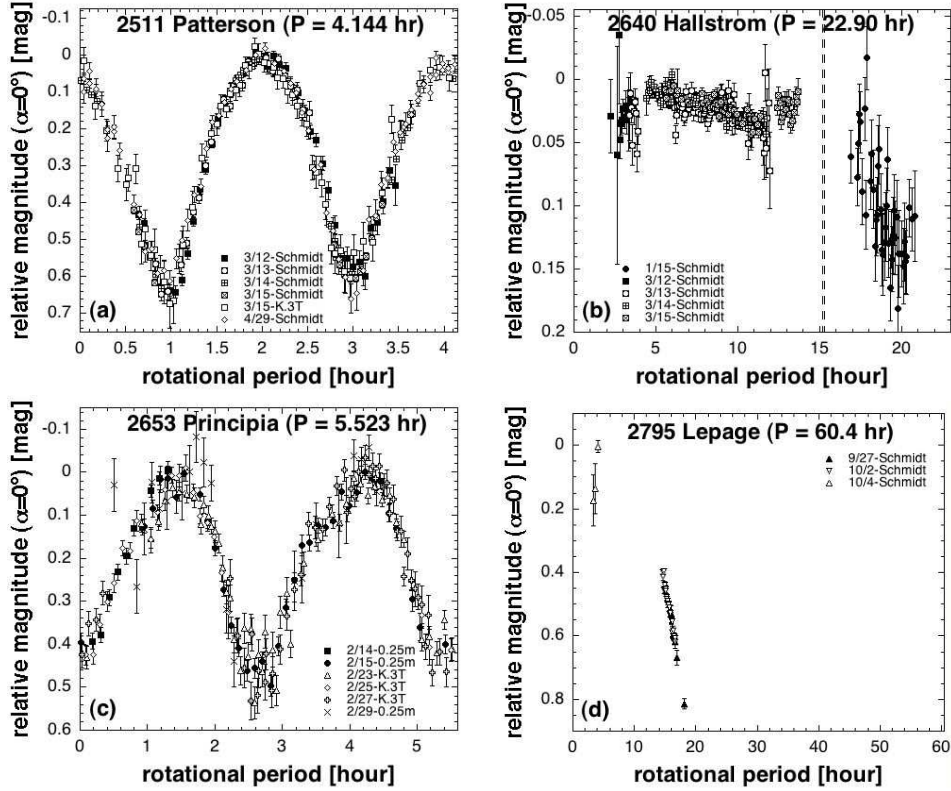 2511 Patterson (P = 4.144 hr)
relative magnitude (α=0°) [mag]
0
0.1
0.2
0.3
0.4
0.5
0.6
0.7
3/12-Schmidt
3/13-Schmidt
3/14-Schmidt
3/15-Schmidt
3/15-K.3T
4/29-Schmidt
(a)
0 0.5 1 1.5 2 2.5 3 3.5 4
rotational period [hour]
2640 Hallstrom (P = 22.90 hr)
relative magnitude (α=0°) [mag]
-0.05
0
0.05
0.1
0.15
0.2
1/15-Schmidt
3/12-Schmidt
3/13-Schmidt
3/14-Schmidt
3/15-Schmidt
(b)
0 5 10 15 20
rotational period [hour]
2653 Principia (P = 5.523 hr)
relative magnitude (α=0°) [mag]
-0.1
0
0.1
0.2
0.3
0.4
0.5
0.6
2/14-0.25m
2/15-0.25m
2/23-K.3T
2/25-K.3T
2/27-K.3T
2/29-0.25m
(c)
0 1 2 3 4 5
rotational period [hour]
2795 Lepage (P = 60.4 hr)
relative magnitude (α=0°) [mag]
0
0.2
0.4
0.6
0.8
9/27-Schmidt
10/2-Schmidt
10/4-Schmidt
(d)
0 10 20 30 40 50 60
rotational period [hour]